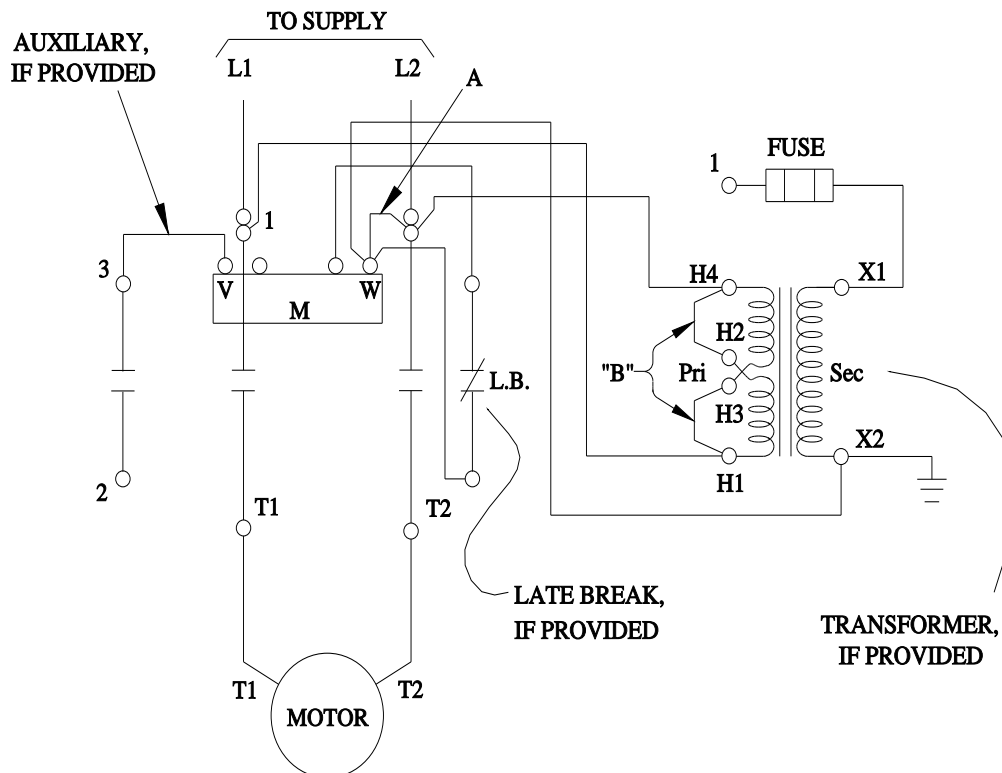 TO SUPPLY
AUXILIARY,
IF PROVIDED
L1
L2
A
FUSE
1
1
3
V
M
W
H4
X1
H2
"B"
Pri
Sec
L.B.
H3
X2
H1
2
T1
T2
LATE BREAK,
IF PROVIDED
TRANSFORMER,
IF PROVIDED
T1
T2
MOTOR